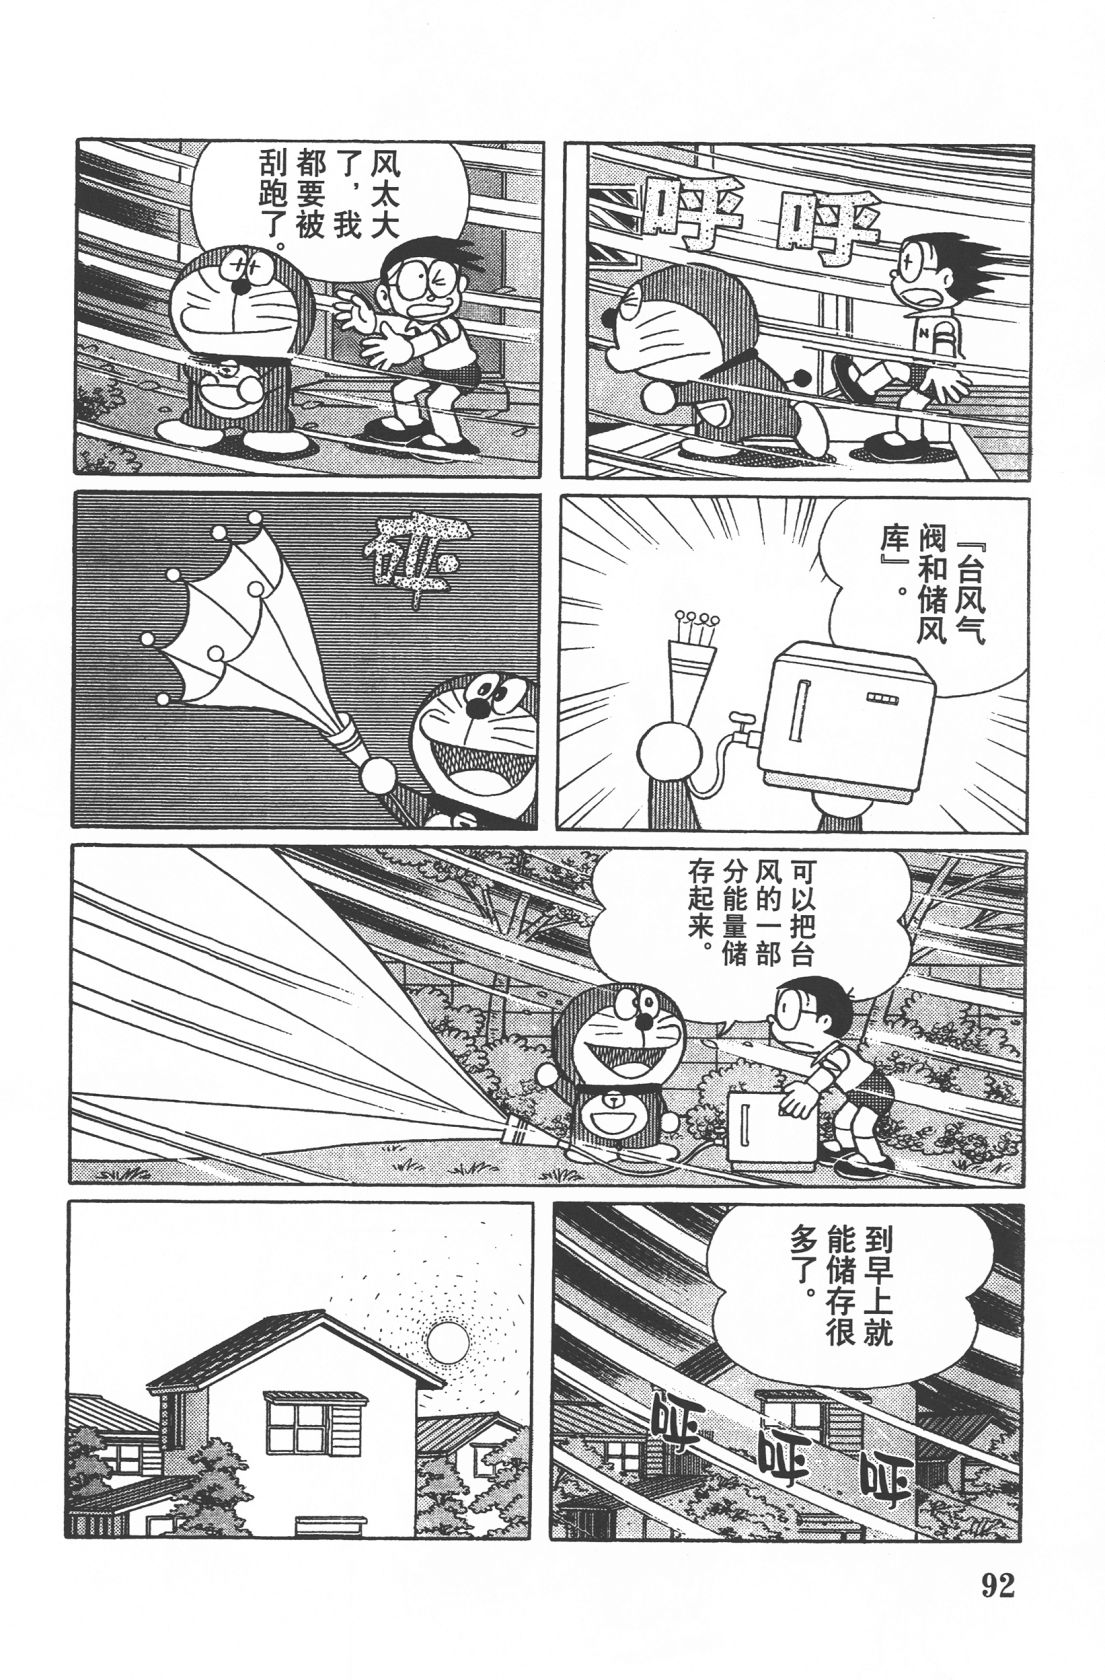 呼呼
风太大
了，我
都要被
刮跑了。
『台风气
阀和储风
库』。
砰
可以把台
风的一部
分能量储
存起来。
到早上就
能储存很
多了。
呼呼呼
92